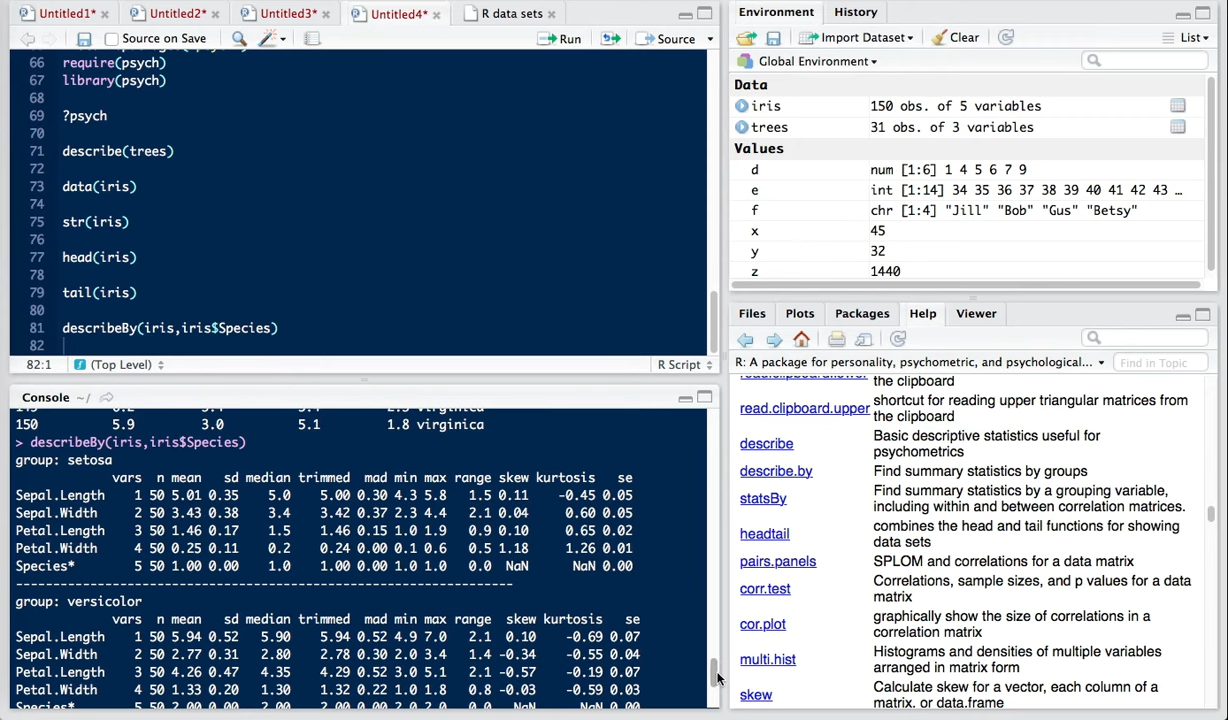 Untitled1* × Untitled2* × Untitled3* × Untitled4* × R data sets ×
Source on Save Run Source
66 require(psych)
67 library(psych)
68
69 ?psych
70
71 describe(trees)
72
73 data(iris)
74
75 str(iris)
76
77 head(iris)
78
79 tail(iris)
80
81 describeBy(iris,iris$Species)
82
82:1 (Top Level) R Script
Console ~/
150 5.9 3.0 5.1 1.8 virginica
> describeBy(iris,iris$Species)
group: setosa
vars n mean sd median trimmed mad min max range skew kurtosis se
Sepal.Length 1 50 5.01 0.35 5.0 5.00 0.30 4.3 5.8 1.5 0.11 -0.45 0.05
Sepal.Width 2 50 3.43 0.38 3.4 3.42 0.37 2.3 4.4 2.1 0.04 0.60 0.05
Petal.Length 3 50 1.46 0.17 1.5 1.46 0.15 1.0 1.9 0.9 0.10 0.65 0.02
Petal.Width 4 50 0.25 0.11 0.2 0.24 0.00 0.1 0.6 0.5 1.18 1.26 0.01
Species* 5 50 1.00 0.00 1.0 1.00 0.00 1.0 1.0 0.0 NaN NaN 0.00
------------------------------------------------------------------------
group: versicolor
vars n mean sd median trimmed mad min max range skew kurtosis se
Sepal.Length 1 50 5.94 0.52 5.90 5.94 0.52 4.9 7.0 2.1 0.10 -0.69 0.07
Sepal.Width 2 50 2.77 0.31 2.80 2.78 0.30 2.0 3.4 1.4 -0.34 -0.55 0.04
Petal.Length 3 50 4.26 0.47 4.35 4.29 0.52 3.0 5.1 2.1 -0.57 -0.19 0.07
Petal.Width 4 50 1.33 0.20 1.30 1.32 0.22 1.0 1.8 0.8 -0.03 -0.59 0.03
Species* 5 50 2.00 0.00 2.00 2.00 0.00 2.0 2.0 0.0 NaN NaN 0.00
Environment History
Import Dataset Clear List
Global Environment
Data
iris 150 obs. of 5 variables
trees 31 obs. of 3 variables
Values
d num [1:6] 1 4 5 6 7 9
e int [1:14] 34 35 36 37 38 39 40 41 42 43 …
f chr [1:4] "Jill" "Bob" "Gus" "Betsy"
x 45
y 32
z 1440
Files Plots Packages Help Viewer
R: A package for personality, psychometric, and psychological... Find in Topic
read.clipboard.lower the clipboard
read.clipboard.upper shortcut for reading upper triangular matrices from
the clipboard
describe Basic descriptive statistics useful for
psychometrics
describe.by Find summary statistics by groups
statsBy Find summary statistics by a grouping variable,
including within and between correlation matrices.
headtail combines the head and tail functions for showing
data sets
pairs.panels SPLOM and correlations for a data matrix
corr.test Correlations, sample sizes, and p values for a data
matrix
cor.plot graphically show the size of correlations in a
correlation matrix
multi.hist Histograms and densities of multiple variables
arranged in matrix form
skew Calculate skew for a vector, each column of a
matrix, or data.frame